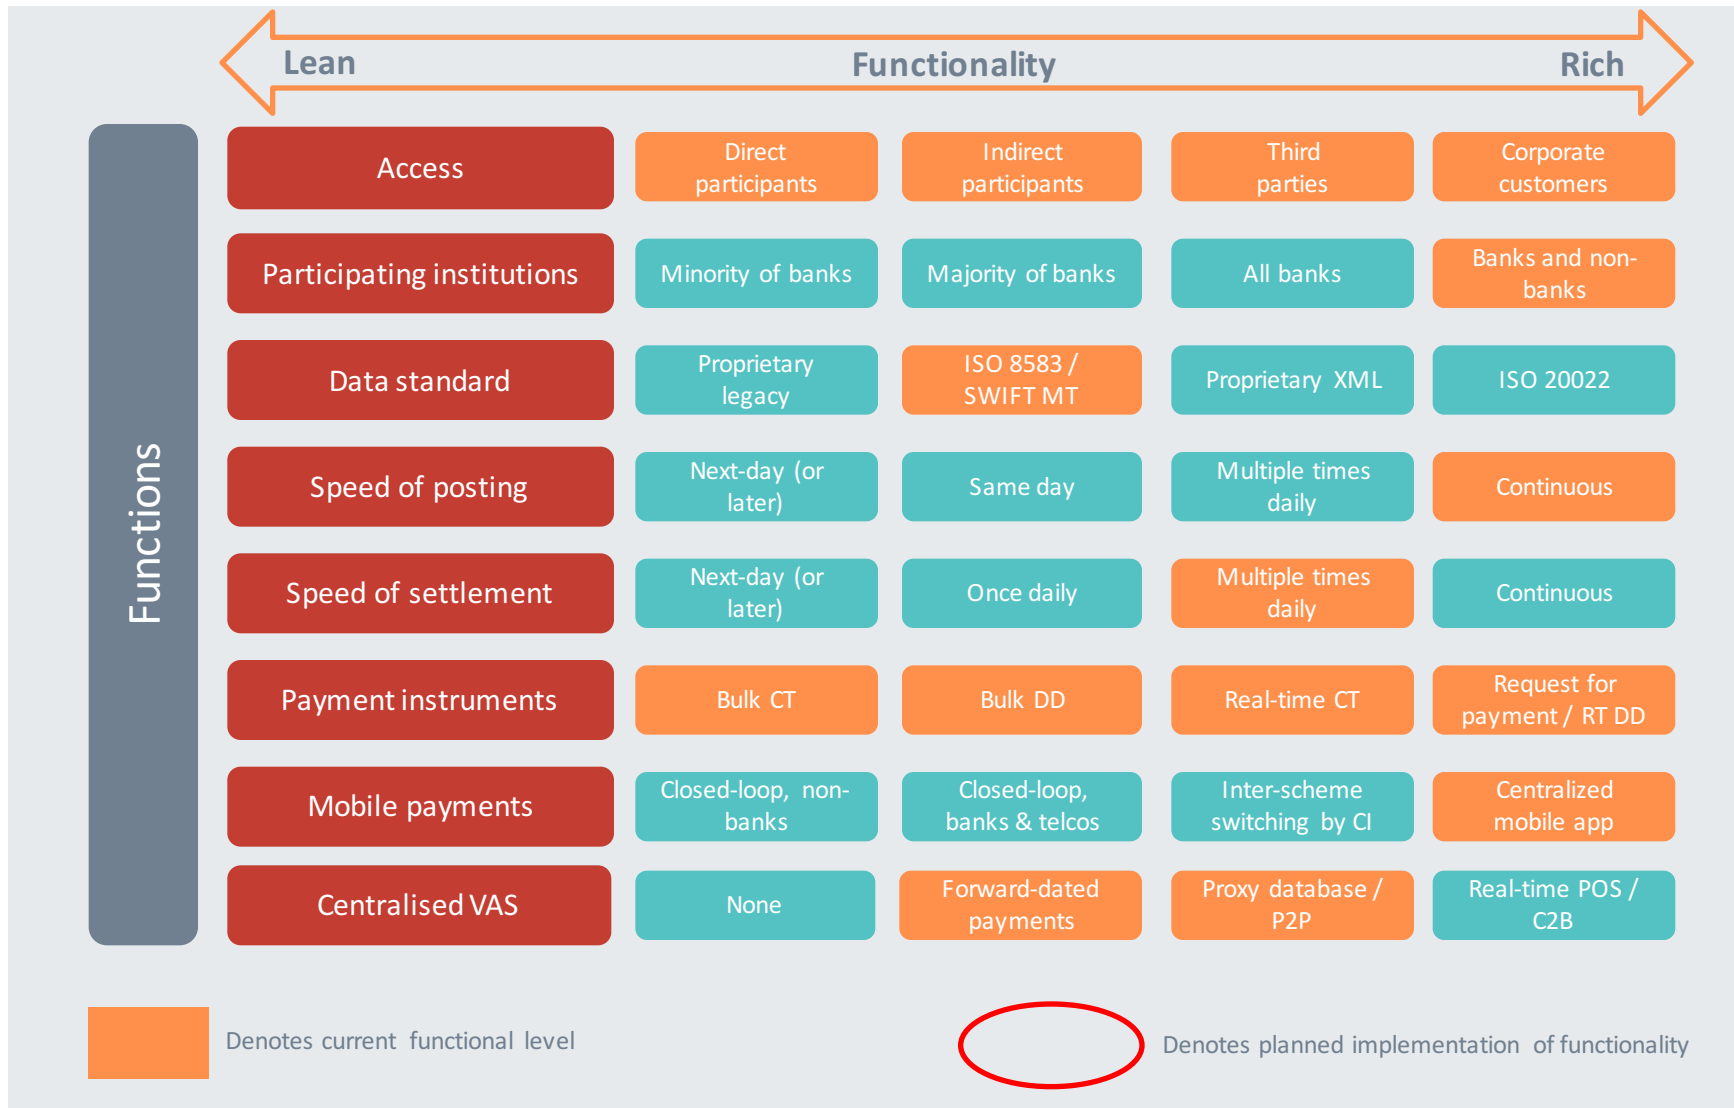 Lean
Functionality
Rich
Functions
Access
Direct
participants
Indirect
participants
Third
parties
Corporate
customers
Participating institutions
Minority of banks
Majority of banks
All banks
Banks and non-
banks
Data standard
Proprietary
legacy
ISO 8583 /
SWIFT MT
Proprietary XML
ISO 20022
Speed of posting
Next-day (or
later)
Same day
Multiple times
daily
Continuous
Speed of settlement
Next-day (or
later)
Once daily
Multiple times
daily
Continuous
Payment instruments
Bulk CT
Bulk DD
Real-time CT
Request for
payment / RT DD
Mobile payments
Closed-loop, non-
banks
Closed-loop,
banks & telcos
Inter-scheme
switching by CI
Centralized
mobile app
Centralised VAS
None
Forward-dated
payments
Proxy database /
P2P
Real-time POS /
C2B
Denotes current functional level
Denotes planned implementation of functionality